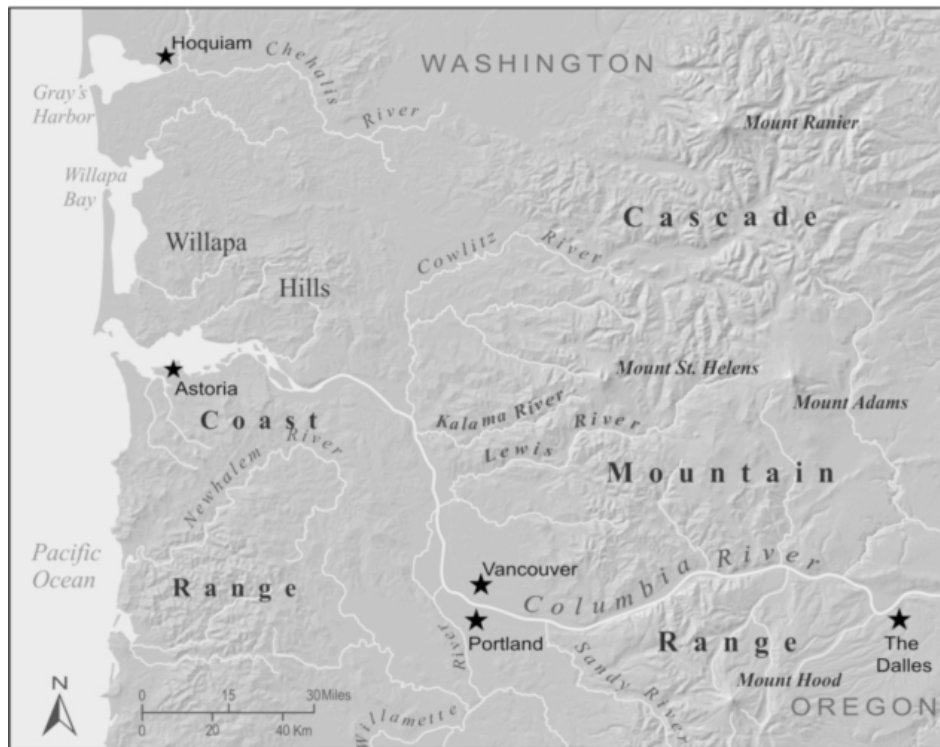 Hoquiam
Chehalis River
WASHINGTON
Gray's
Harbor
Mount Ranier
Willapa
Bay
Cascade
Willapa
Hills
Cowlitz River
Mount St. Helens
Astoria
Mount Adams
Coast
Kalama River
Lewis River
Newhalem River
Mountain
Pacific
Ocean
Vancouver
Columbia River
Range
Portland
Range
The
Dalles
Sandy River
Mount Hood
OREGON
Willamette River
N
0 15 30 Miles
0 20 40 Km